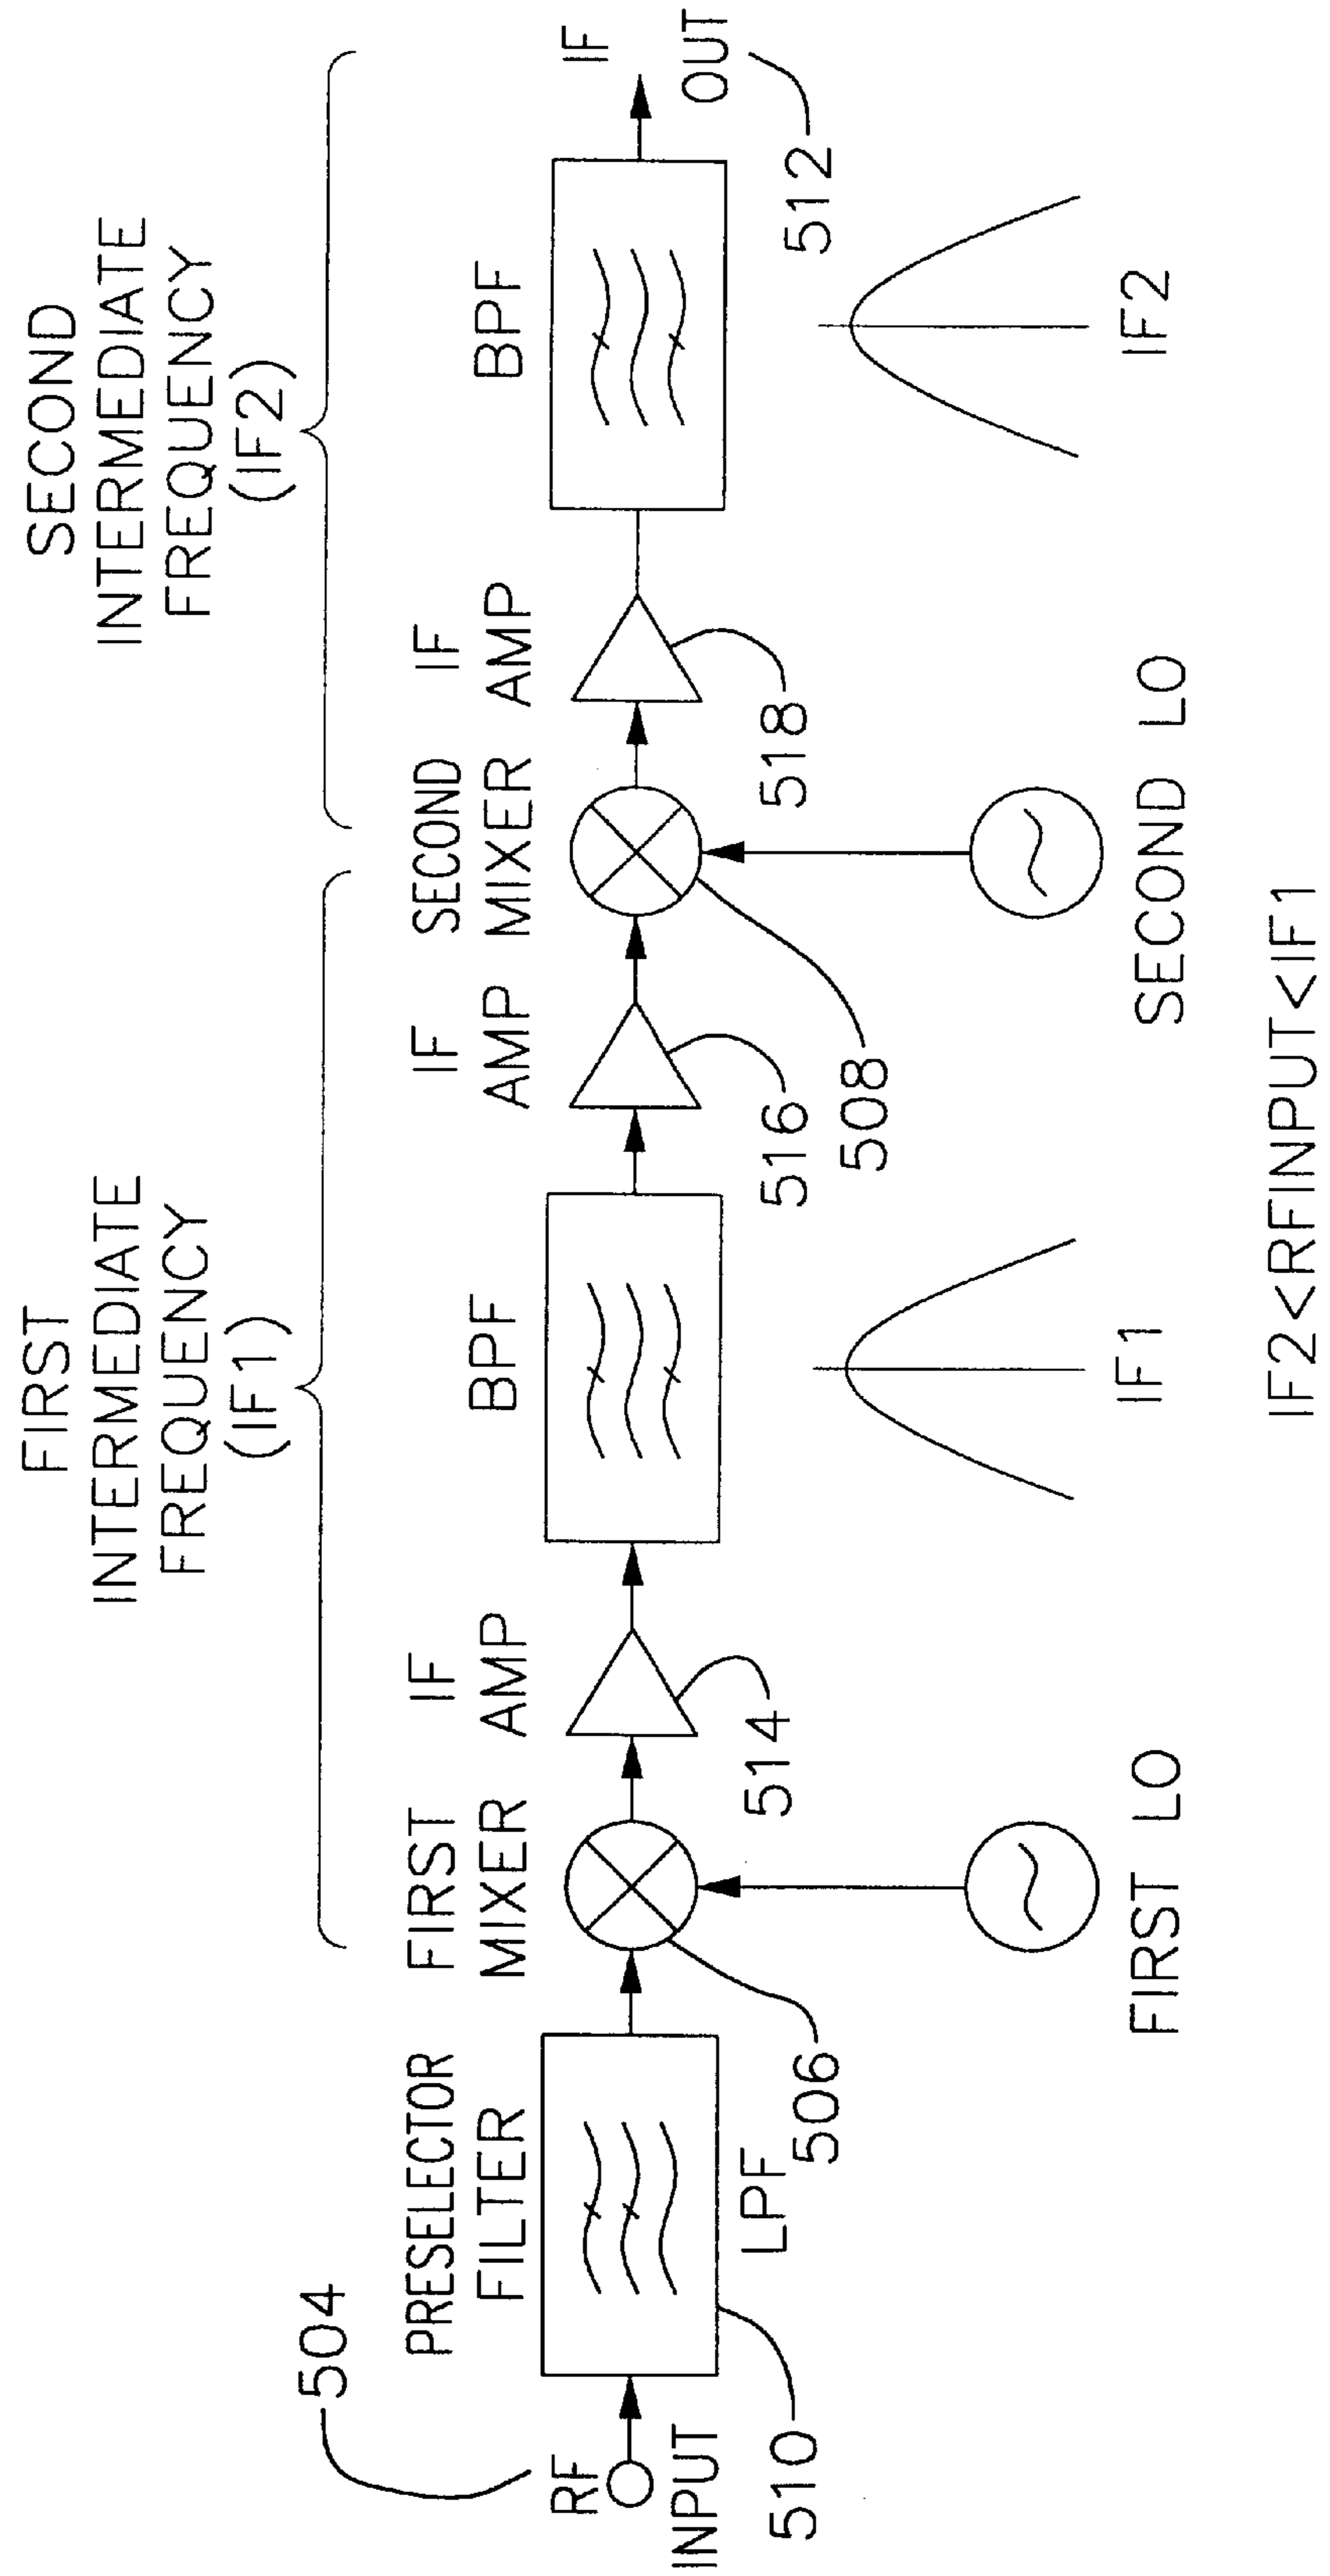 FIRST
INTERMEDIATE
FREQUENCY
(IF1)
SECOND
INTERMEDIATE
FREQUENCY
(IF2)
504
PRESELECTOR
FILTER
FIRST
MIXER
IF
AMP
BPF
IF
AMP
SECOND
MIXER
IF
AMP
BPF
RF
INPUT
IF
OUT
510
LPF
506
514
516
508
518
512
FIRST LO
IF1
SECOND LO
IF2
IF2<RFINPUT<IF1